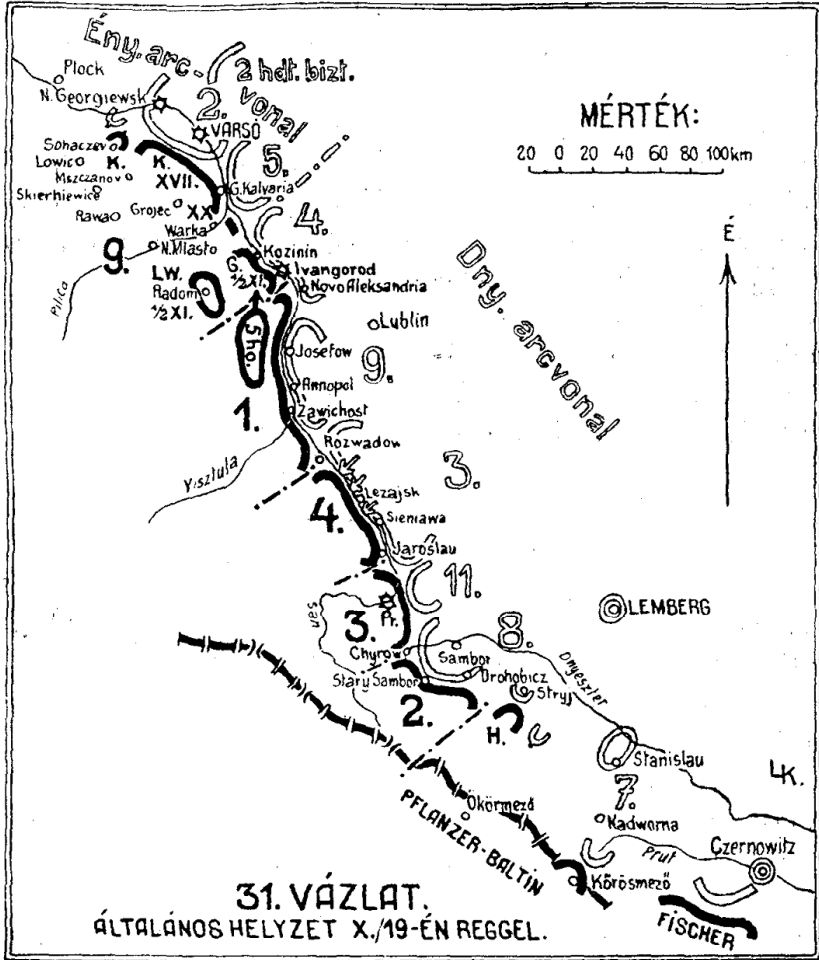 Ény. arc-
vonal
2 hdt. bizt.
Plock
N. Georgiewsk
2.
VARSÓ
MÉRTÉK:
20 0 20 40 60 80 100km
Sohaczev
Lowicz
K.
K.
XVII.
5.
Mszczanov
Skierniewice
G. Kalvaria
Grojec
XX
Rawa
Warka
4.
É
9.
N. Miasto
Kozinin
LW.
G.
½ XI.
Ivangorod
Radom
Novo Aleksandria
½ XI.
Pilica
Dny. arcvonal
Lublin
5 ho.
Josefow
9.
Annopol
1.
Zawichost
Rozwadow
Visztula
3.
Lezajsk
4.
Sieniawa
Jaroslau
11.
San
Pr.
LEMBERG
3.
8.
Chyrow
Sambor
Dnyeszter
Drohobicz
Stary Sambor
Stryj
2.
H.
Stanislau
LK.
7.
Ökörmező
Kadworna
PFLANZER-BALTIN
Prut
Czernowitz
Kőrösmező
FISCHER
31. VÁZLAT.
ÁLTALÁNOS HELYZET X./19-ÉN REGGEL.